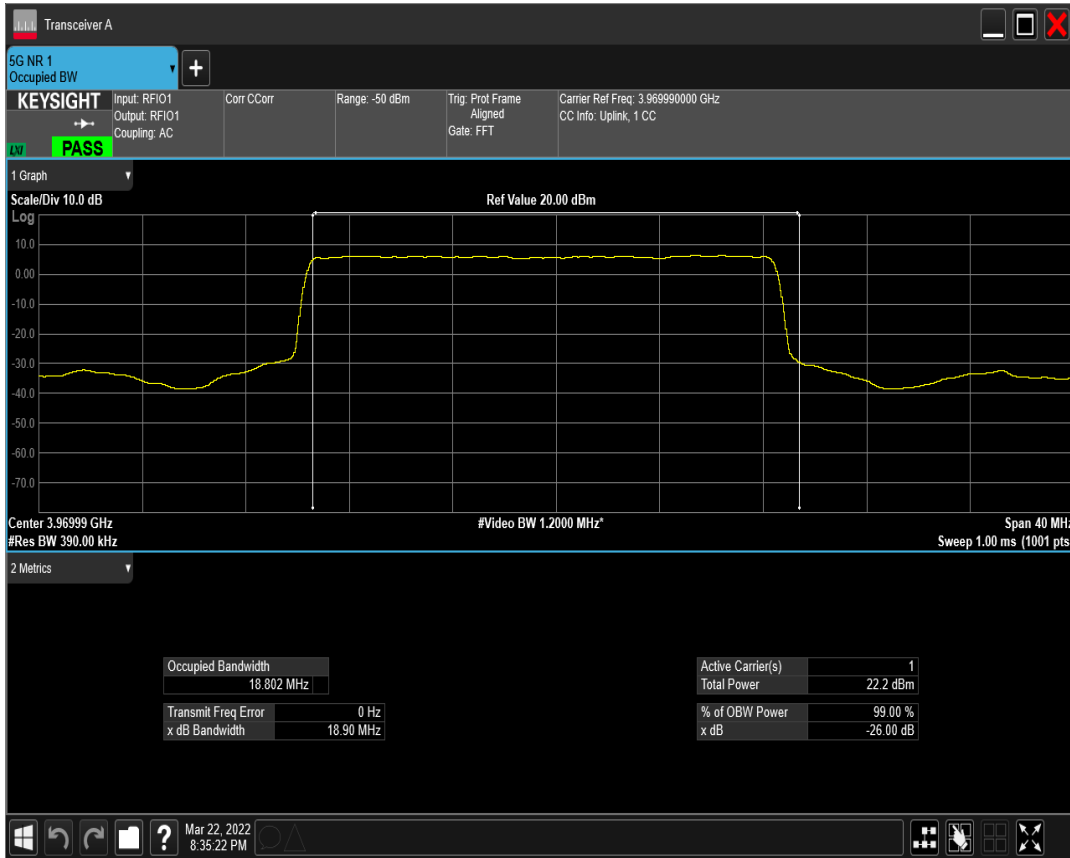 Transceiver A
5G NR 1
Occupied BW
+
KEYSIGHT
Input: RFIO1
Output: RFIO1
Coupling: AC
Corr CCorr
Range: -50 dBm
Trig: Prot Frame
Aligned
Gate: FFT
Carrier Ref Freq: 3.969990000 GHz
CC Info: Uplink, 1 CC
LXI
PASS
1 Graph
Scale/Div 10.0 dB
Ref Value 20.00 dBm
Log
10.0
0.00
-10.0
-20.0
-30.0
-40.0
-50.0
-60.0
-70.0
Center 3.96999 GHz
#Video BW 1.2000 MHz*
Span 40 MHz
#Res BW 390.00 kHz
Sweep 1.00 ms (1001 pts
2 Metrics
Occupied Bandwidth
18.802 MHz
Transmit Freq Error 0 Hz
x dB Bandwidth 18.90 MHz
Active Carrier(s) 1
Total Power 22.2 dBm
% of OBW Power 99.00 %
x dB -26.00 dB
?
Mar 22, 2022
8:35:22 PM